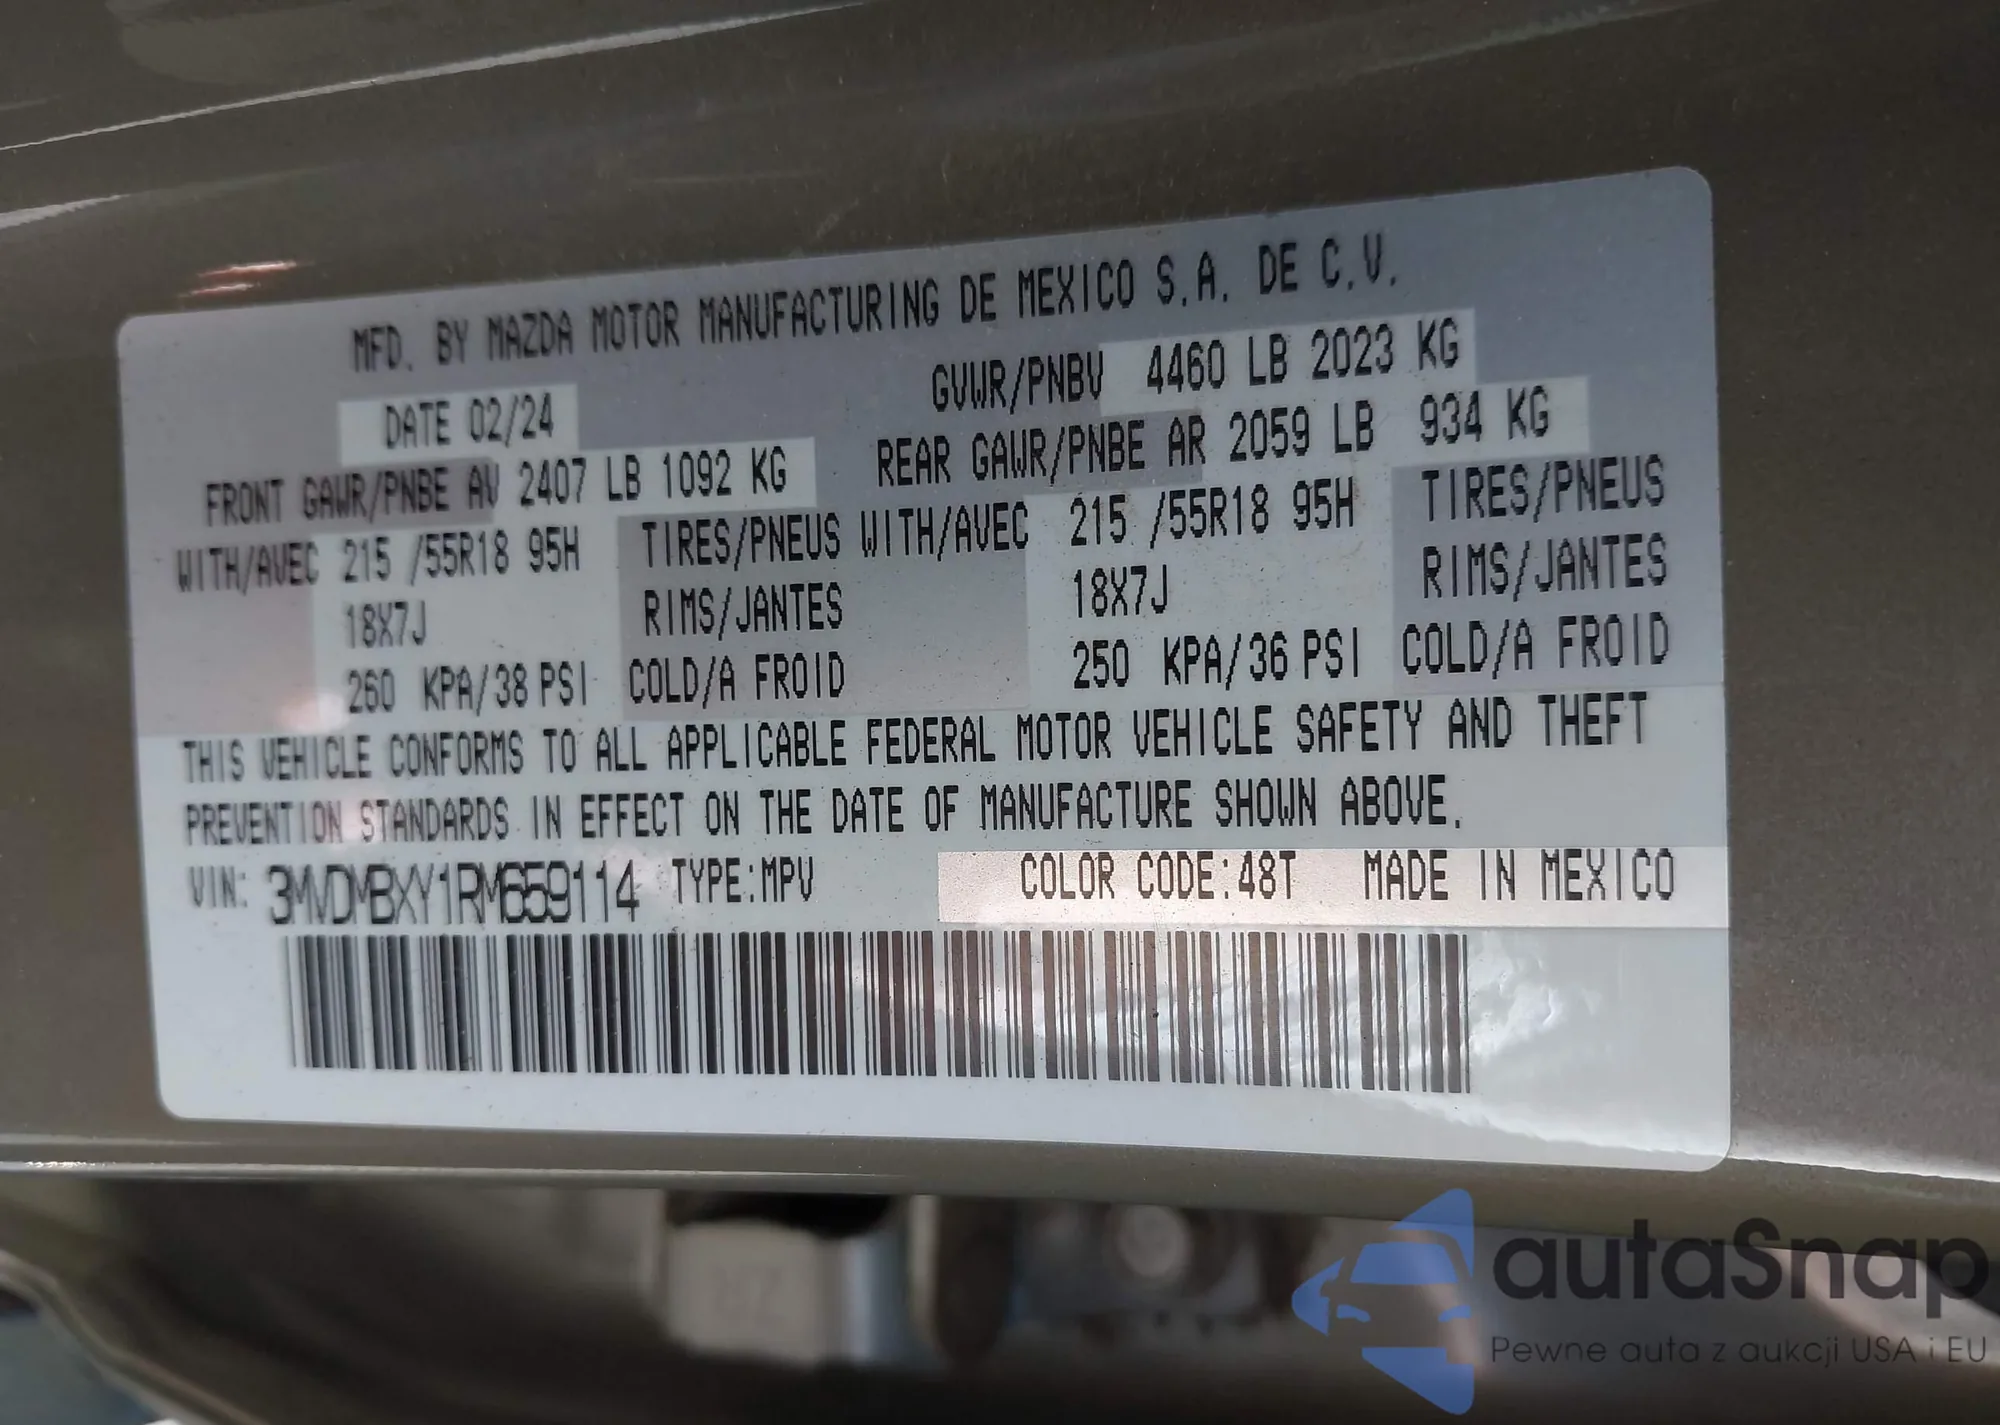 MFD. BY MAZDA MOTOR MANUFACTURING DE MEXICO S.A. DE C.V.
DATE 02/24 GVWR/PNBV 4460 LB 2023 KG
FRONT GAWR/PNBE AV 2407 LB 1092 KG REAR GAWR/PNBE AR 2059 LB 934 KG
WITH/AVEC 215 /55R18 95H TIRES/PNEUS WITH/AVEC 215 /55R18 95H TIRES/PNEUS
18X7J RIMS/JANTES 18X7J RIMS/JANTES
260 KPA/38 PSI COLD/A FROID 250 KPA/36 PSI COLD/A FROID
THIS VEHICLE CONFORMS TO ALL APPLICABLE FEDERAL MOTOR VEHICLE SAFETY AND THEFT
PREVENTION STANDARDS IN EFFECT ON THE DATE OF MANUFACTURE SHOWN ABOVE.
VIN: 3MVDMBXY1RM659114 TYPE:MPV COLOR CODE:48T MADE IN MEXICO
autaSnap
Pewne auta z aukcji USA i EU